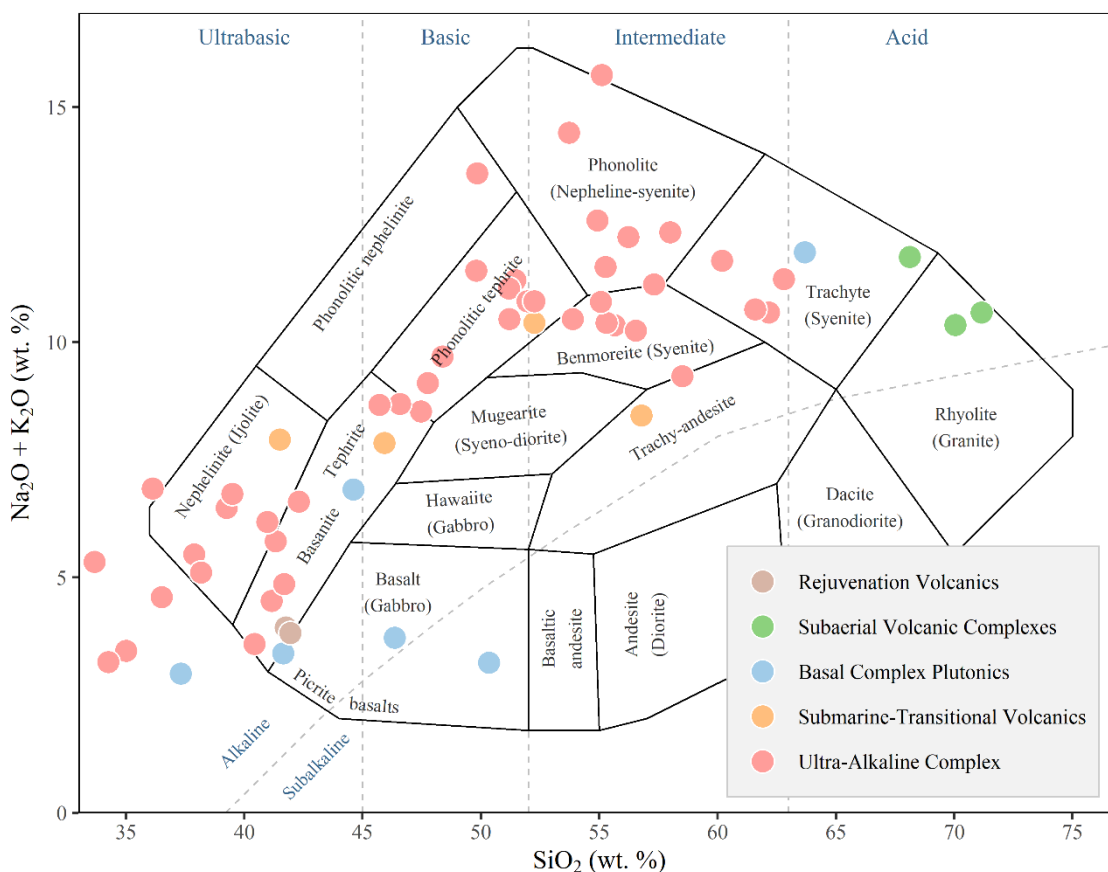 Ultrabasic
Basic
Intermediate
Acid
Na₂O + K₂O (wt. %)
15
10
5
0
Phonolite
(Nepheline-syenite)
Phonolitic nephelinite
Phonolitic tephrite
Trachyte
(Syenite)
Benmoreite (Syenite)
Mugearite
(Syeno-diorite)
Trachy-andesite
Nephelinite (Ijolite)
Tephrite
Basanite
Hawaiite
(Gabbro)
Rhyolite
(Granite)
Dacite
(Granodiorite)
Basalt
(Gabbro)
Basaltic
andesite
Andesite
(Diorite)
Picrite
basalts
Alkaline
Subalkaline
Rejuvenation Volcanics
Subaerial Volcanic Complexes
Basal Complex Plutonics
Submarine-Transitional Volcanics
Ultra-Alkaline Complex
35
40
45
50
55
60
65
70
75
SiO₂ (wt. %)